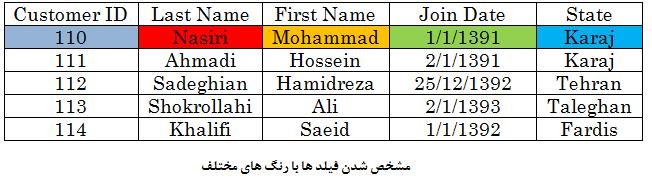 Customer ID Last Name First Name Join Date State
110 Nasiri Mohammad 1/1/1391 Karaj
111 Ahmadi Hossein 2/1/1391 Karaj
112 Sadeghian Hamidreza 25/12/1392 Tehran
113 Shokrollahi Ali 2/1/1393 Taleghan
114 Khalifi Saeid 1/1/1392 Fardis
مشخص شدن فیلد ها با رنگ های مختلف